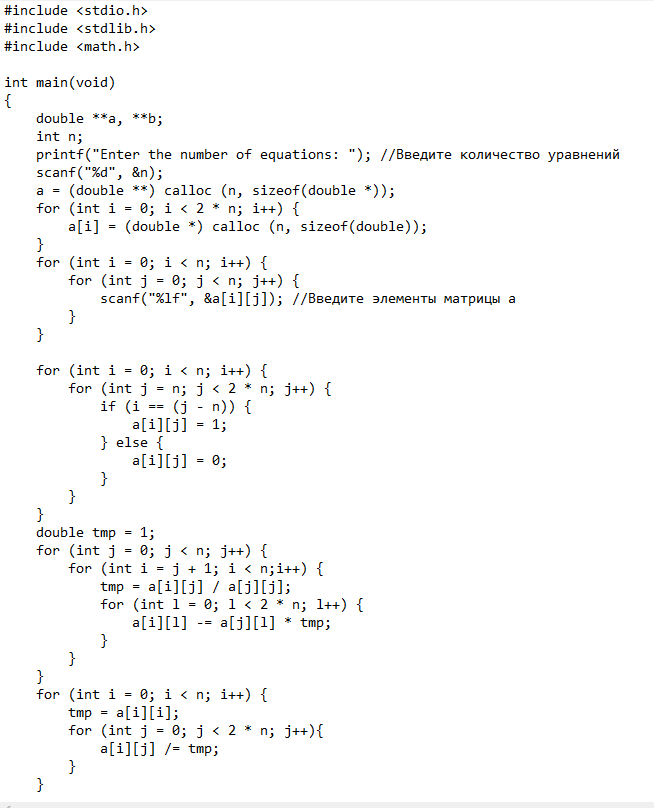 #include <stdio.h>
#include <stdlib.h>
#include <math.h>

int main(void)
{
    double **a, **b;
    int n;
    printf("Enter the number of equations: "); //Введите количество уравнений
    scanf("%d", &n);
    a = (double **) calloc (n, sizeof(double *));
    for (int i = 0; i < 2 * n; i++) {
        a[i] = (double *) calloc (n, sizeof(double));
    }
    for (int i = 0; i < n; i++) {
        for (int j = 0; j < n; j++) {
            scanf("%lf", &a[i][j]); //Введите элементы матрицы a
        }
    }

    for (int i = 0; i < n; i++) {
        for (int j = n; j < 2 * n; j++) {
            if (i == (j - n)) {
                a[i][j] = 1;
            } else {
                a[i][j] = 0;
            }
        }
    }
    double tmp = 1;
    for (int j = 0; j < n; j++) {
        for (int i = j + 1; i < n;i++) {
            tmp = a[i][j] / a[j][j];
            for (int l = 0; l < 2 * n; l++) {
                a[i][l] -= a[j][l] * tmp;
            }
        }
    }
    for (int i = 0; i < n; i++) {
        tmp = a[i][i];
        for (int j = 0; j < 2 * n; j++){
            a[i][j] /= tmp;
        }
    }